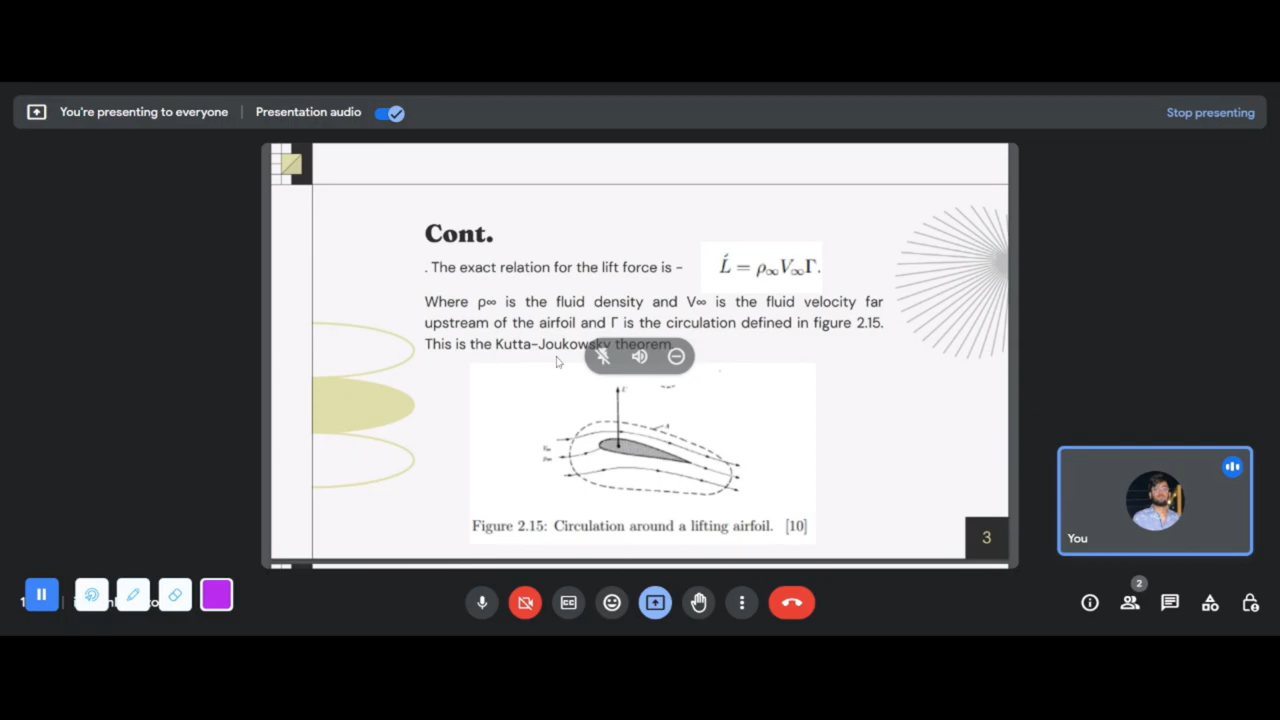 You're presenting to everyone
Presentation audio
Stop presenting
Cont.
. The exact relation for the lift force is -
Ĺ = ρ∞V∞Γ.
Where ρ∞ is the fluid density and V∞ is the fluid velocity far
upstream of the airfoil and Γ is the circulation defined in figure 2.15.
This is the Kutta-Joukowsky theorem.
V∞
ρ∞
A
Figure 2.15: Circulation around a lifting airfoil. [10]
3
You
2